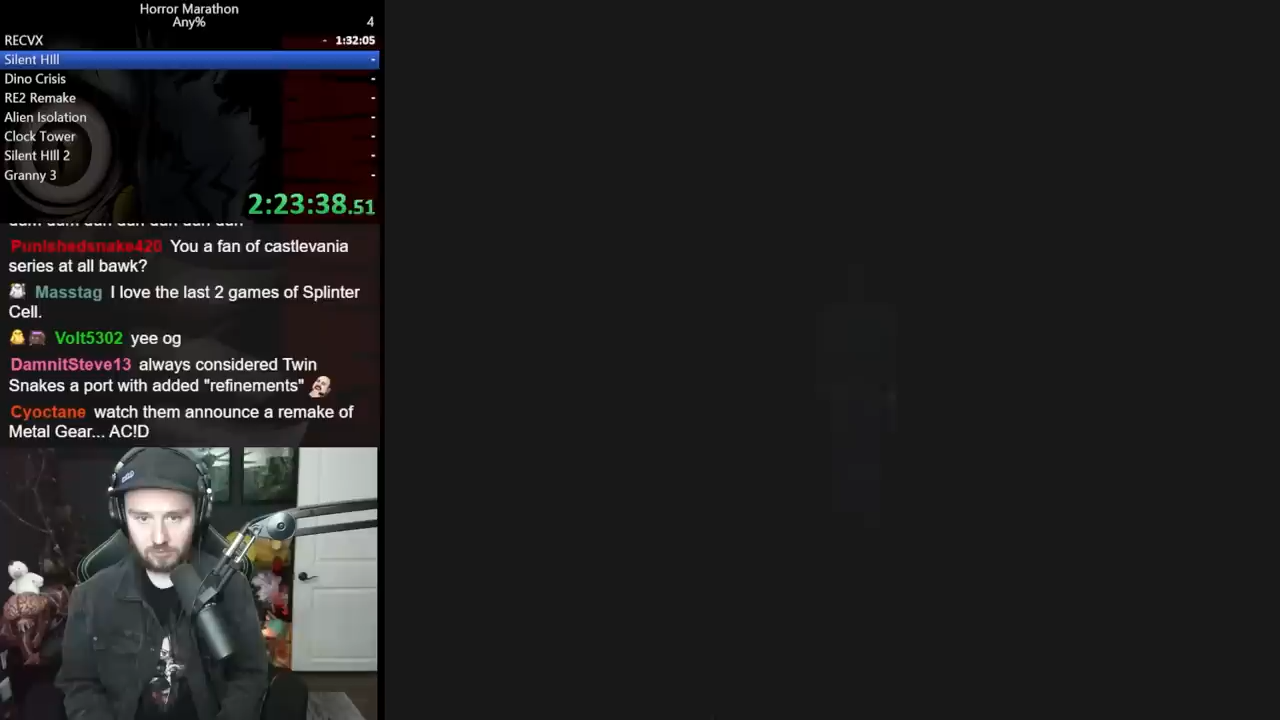 Horror Marathon
Any%
4
RECVX - 1:32:05
Silent HIll -
Dino Crisis -
RE2 Remake -
Alien Isolation -
Clock Tower -
Silent HIll 2 -
Granny 3 -
2:23:38.51
Punishedsnake420 You a fan of castlevania
series at all bawk?
Masstag I love the last 2 games of Splinter
Cell.
Volt5302 yee og
DamnitSteve13 always considered Twin
Snakes a port with added "refinements"
Cyoctane watch them announce a remake of
Metal Gear... AC!D